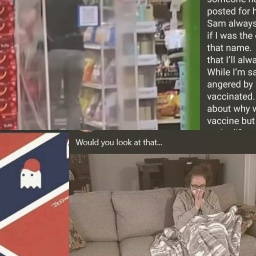 posted for h
Sam always
if I was the o
that name.
that I'll alwa
While I'm sa
angered by
vaccinated.
about why w
vaccine but
Would you look at that...